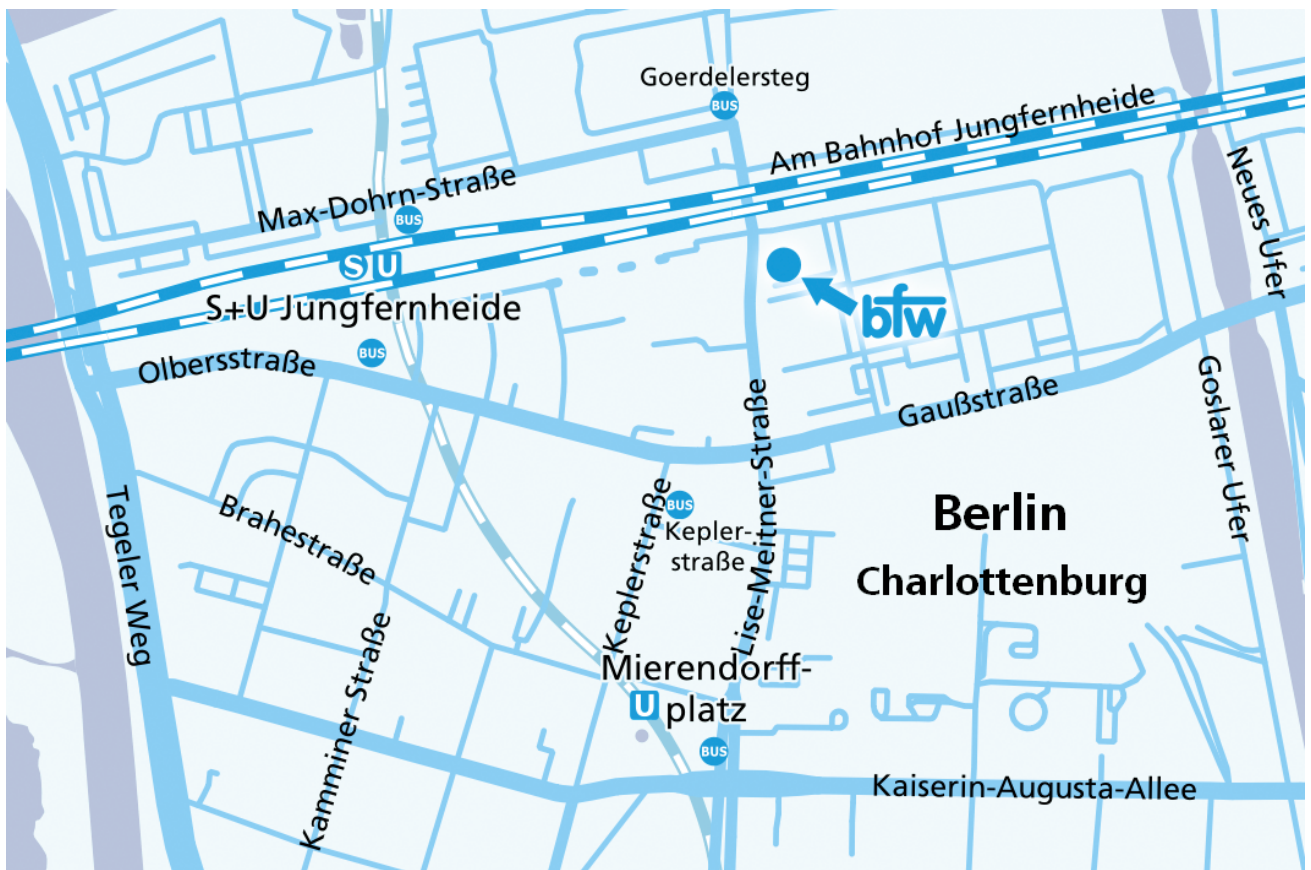 Goerdelersteg
BUS
Am Bahnhof Jungfernheide
Max-Dohrn-Straße
BUS
Neues Ufer
S U
S+U Jungfernheide
bfw
BUS
Olbersstraße
Gaußstraße
Goslarer Ufer
Lise-Meitner-Straße
Tegeler Weg
Brahestraße
Keplerstraße
BUS
Kepler-
straße
Berlin
Charlottenburg
Kamminer Straße
Mierendorff-
U platz
BUS
Kaiserin-Augusta-Allee